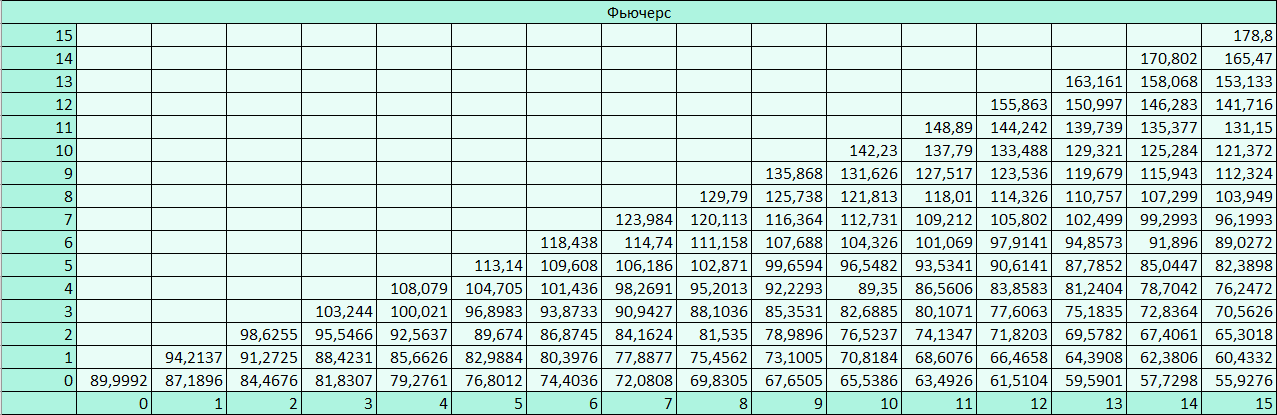 Фьючерс
15 178,8
14 170,802 165,47
13 163,161 158,068 153,133
12 155,863 150,997 146,283 141,716
11 148,89 144,242 139,739 135,377 131,15
10 142,23 137,79 133,488 129,321 125,284 121,372
9 135,868 131,626 127,517 123,536 119,679 115,943 112,324
8 129,79 125,738 121,813 118,01 114,326 110,757 107,299 103,949
7 123,984 120,113 116,364 112,731 109,212 105,802 102,499 99,2993 96,1993
6 118,438 114,74 111,158 107,688 104,326 101,069 97,9141 94,8573 91,896 89,0272
5 113,14 109,608 106,186 102,871 99,6594 96,5482 93,5341 90,6141 87,7852 85,0447 82,3898
4 108,079 104,705 101,436 98,2691 95,2013 92,2293 89,35 86,5606 83,8583 81,2404 78,7042 76,2472
3 103,244 100,021 96,8983 93,8733 90,9427 88,1036 85,3531 82,6885 80,1071 77,6063 75,1835 72,8364 70,5626
2 98,6255 95,5466 92,5637 89,674 86,8745 84,1624 81,535 78,9896 76,5237 74,1347 71,8203 69,5782 67,4061 65,3018
1 94,2137 91,2725 88,4231 85,6626 82,9884 80,3976 77,8877 75,4562 73,1005 70,8184 68,6076 66,4658 64,3908 62,3806 60,4332
0 89,9992 87,1896 84,4676 81,8307 79,2761 76,8012 74,4036 72,0808 69,8305 67,6505 65,5386 63,4926 61,5104 59,5901 57,7298 55,9276
0 1 2 3 4 5 6 7 8 9 10 11 12 13 14 15